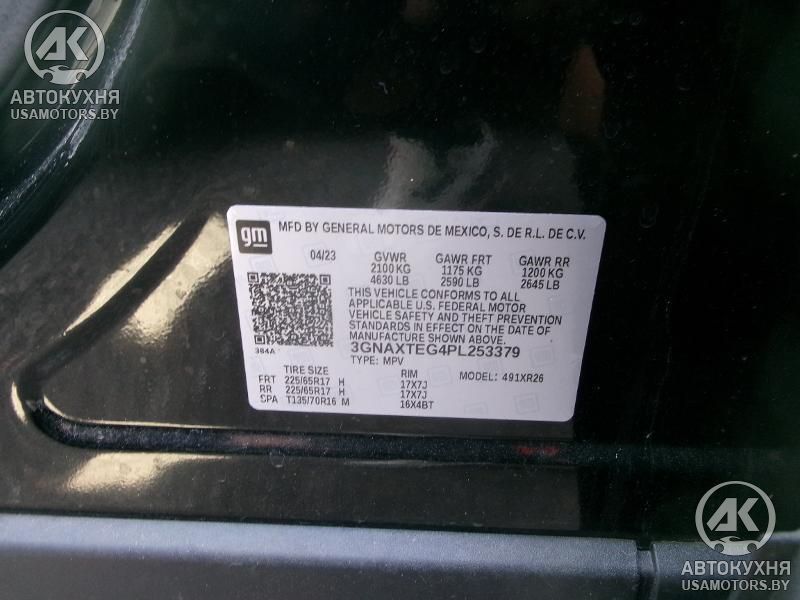 АК
АВТОКУХНЯ
USAMOTORS.BY
gm
MFD BY GENERAL MOTORS DE MEXICO, S. DE R.L. DE C.V.
04/23 GVWR GAWR FRT GAWR RR
2100 KG 1175 KG 1200 KG
4630 LB 2590 LB 2645 LB
THIS VEHICLE CONFORMS TO ALL
APPLICABLE U.S. FEDERAL MOTOR
VEHICLE SAFETY AND THEFT PREVENTION
STANDARDS IN EFFECT ON THE DATE OF
MANUFACTURE SHOWN ABOVE.
384A 3GNAXTEG4PL253379
TYPE: MPV
TIRE SIZE RIM MODEL: 491XR26
FRT 225/65R17 H 17X7J
RR 225/65R17 H 17X7J
SPA T135/70R16 M 16X4BT
АК
АВТОКУХНЯ
USAMOTORS.BY